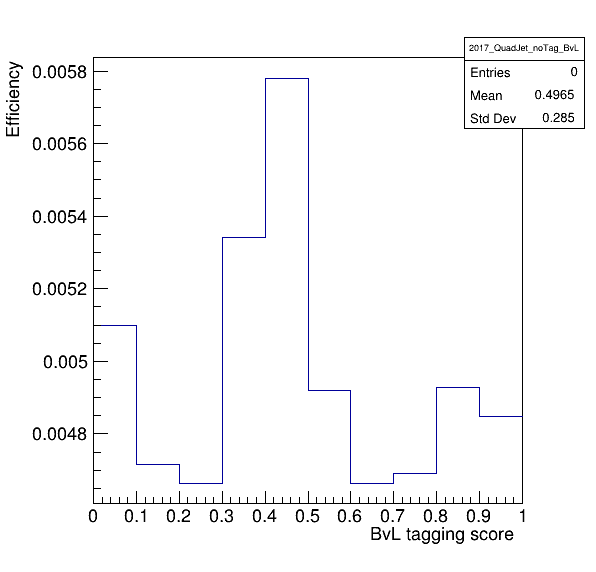 2017_QuadJet_noTag_BvL
Entries 0
Mean 0.4965
Std Dev 0.285
Efficiency
0.0058
0.0056
0.0054
0.0052
0.005
0.0048
0 0.1 0.2 0.3 0.4 0.5 0.6 0.7 0.8 0.9 1
BvL tagging score